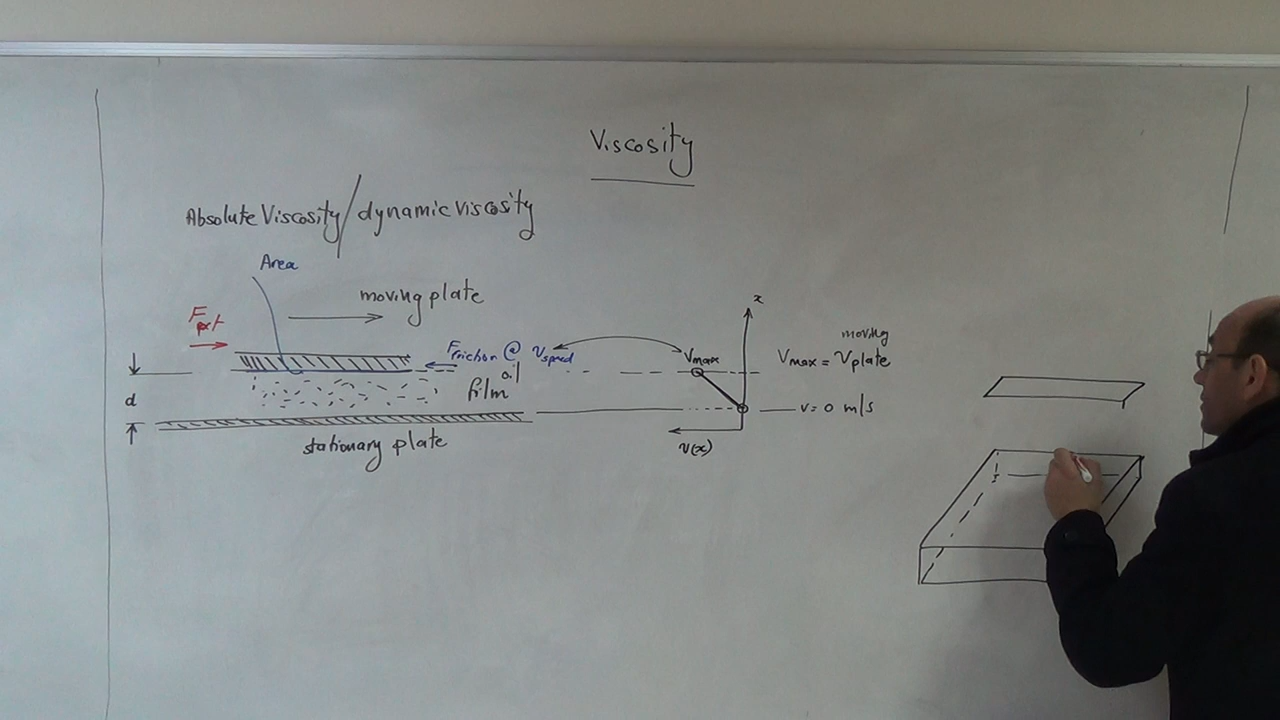 Viscosity
Absolute Viscosity/dynamic viscosity
Area
moving plate
Fext
Ffriction @ Vspeed
d
oil
film
stationary plate
x
Vmax
v(x)
moving
Vmax = Vplate
v=0 m/s